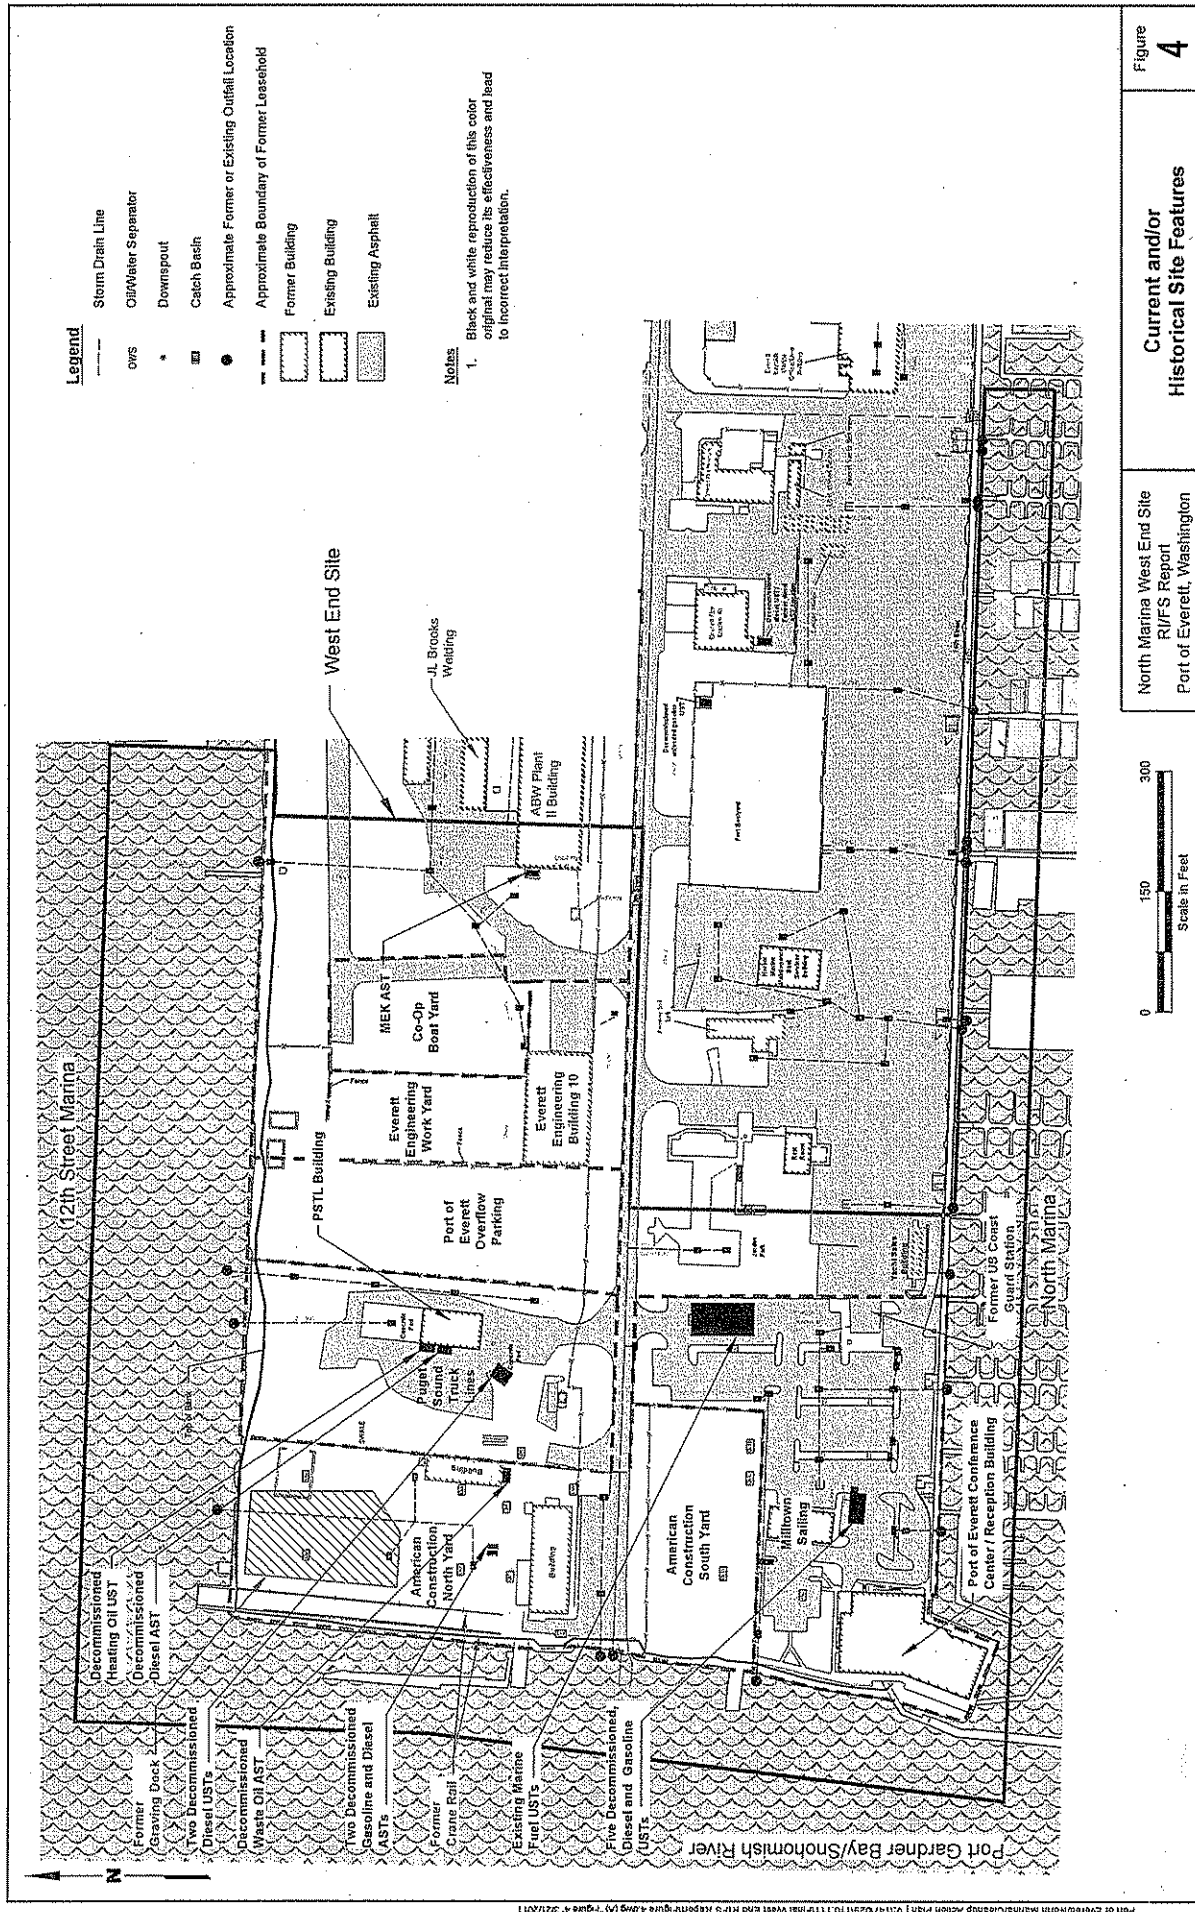 N
12th Street Marina
Decommissioned
Heating Oil UST
Decommissioned
Diesel AST
Former
Graving Dock
Two Decommissioned
Diesel USTs
Decommissioned
Waste Oil AST
Two Decommissioned
Gasoline and Diesel
ASTs
Former
Crane Rail
Existing Marine
Fuel USTs
Five Decommissioned,
Diesel and Gasoline
USTs
Port Gardner Bay/Snohomish River
American
Construction
North Yard
Building
Building
Puget
Sound
Truck
Lines
Concrete
Pad
PSTL Building
Port of
Everett
Overflow
Parking
Everett
Engineering
Work Yard
Fence
Fence
Everett
Engineering
Building 10
Co-Op
Boat Yard
MEK AST
ABW Plant
II Building
JL Brooks
Welding
West End Site
American
Construction
South Yard
Milltown
Sailing
Port of Everett Conference
Center / Reception Building
Former US Coast
Guard Station
North Marina
Legend
Storm Drain Line
OWS
Oil/Water Separator
Downspout
Catch Basin
Approximate Former or Existing Outfall Location
Approximate Boundary of Former Leasehold
Former Building
Existing Building
Existing Asphalt
Notes
1. Black and white reproduction of this color
original may reduce its effectiveness and lead
to incorrect interpretation.
0 150 300
Scale in Feet
North Marina West End Site
RI/FS Report
Port of Everett, Washington
Current and/or
Historical Site Features
Figure
4